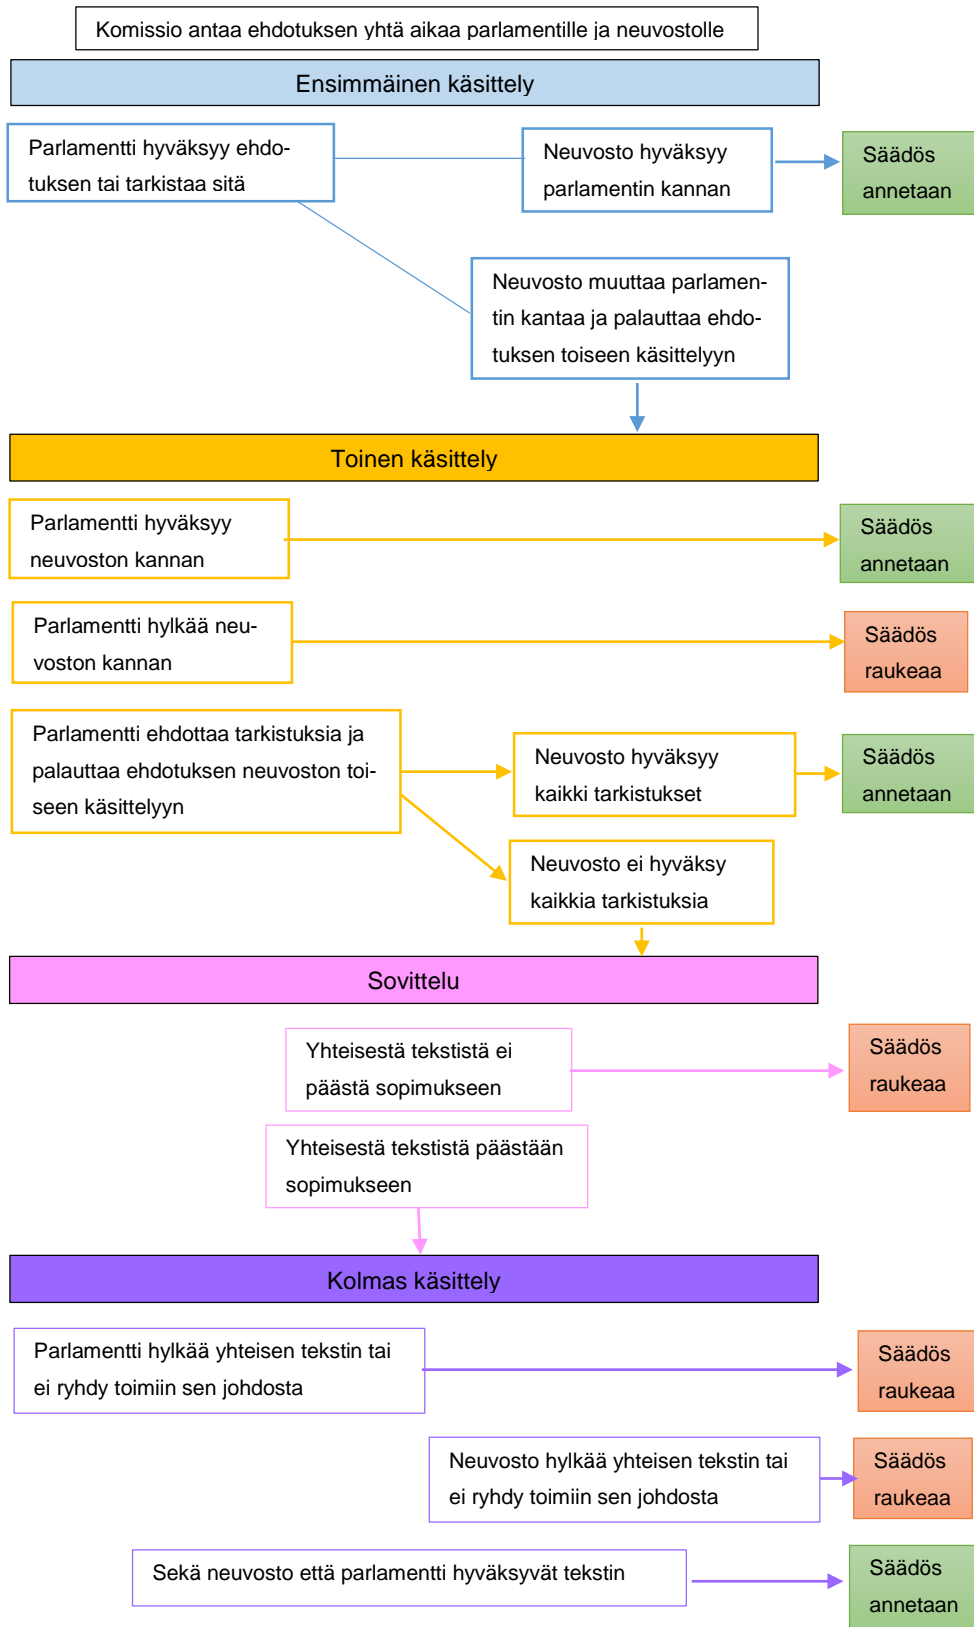 Komissio antaa ehdotuksen yhtä aikaa parlamentille ja neuvostolle
Ensimmäinen käsittely
Parlamentti hyväksyy ehdo-
tuksen tai tarkistaa sitä
Neuvosto hyväksyy
parlamentin kannan
Säädös
annetaan
Neuvosto muuttaa parlamen-
tin kantaa ja palauttaa ehdo-
tuksen toiseen käsittelyyn
Toinen käsittely
Parlamentti hyväksyy
neuvoston kannan
Säädös
annetaan
Parlamentti hylkää neu-
voston kannan
Säädös
raukeaa
Parlamentti ehdottaa tarkistuksia ja
palauttaa ehdotuksen neuvoston toi-
seen käsittelyyn
Neuvosto hyväksyy
kaikki tarkistukset
Säädös
annetaan
Neuvosto ei hyväksy
kaikkia tarkistuksia
Sovittelu
Yhteisestä tekstistä ei
päästä sopimukseen
Säädös
raukeaa
Yhteisestä tekstistä päästään
sopimukseen
Kolmas käsittely
Parlamentti hylkää yhteisen tekstin tai
ei ryhdy toimiin sen johdosta
Säädös
raukeaa
Neuvosto hylkää yhteisen tekstin tai
ei ryhdy toimiin sen johdosta
Säädös
raukeaa
Sekä neuvosto että parlamentti hyväksyvät tekstin
Säädös
annetaan